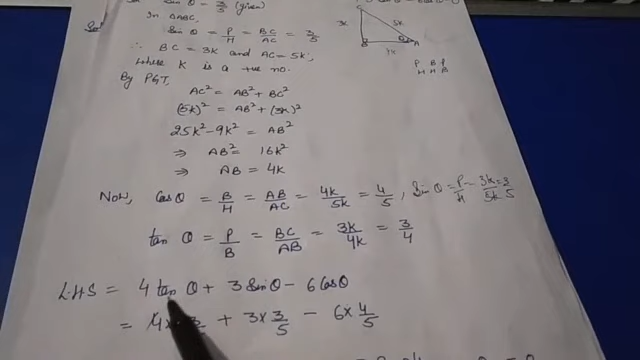 sin θ = 3/5 (given)
In ΔABC,
Sin θ = P/H = BC/AC = 3/5
∴ BC = 3K and AC = 5K,
where K is a +ve no.
By PGT,
AC² = AB² + BC²
(5K)² = AB² + (3K)²
25K² - 9K² = AB²
⇒ AB² = 16K²
⇒ AB = 4K
Now, Cos θ = B/H = AB/AC = 4K/5K = 4/5, Sin θ = P/H = 3K/5K = 3/5
tan θ = P/B = BC/AB = 3K/4K = 3/4
L.H.S = 4 tan θ + 3 Sin θ - 6 Cos θ
= 4 × + 3 × 3/5 - 6 × 4/5
3K
5K
B
θ
A
P B P
H H B